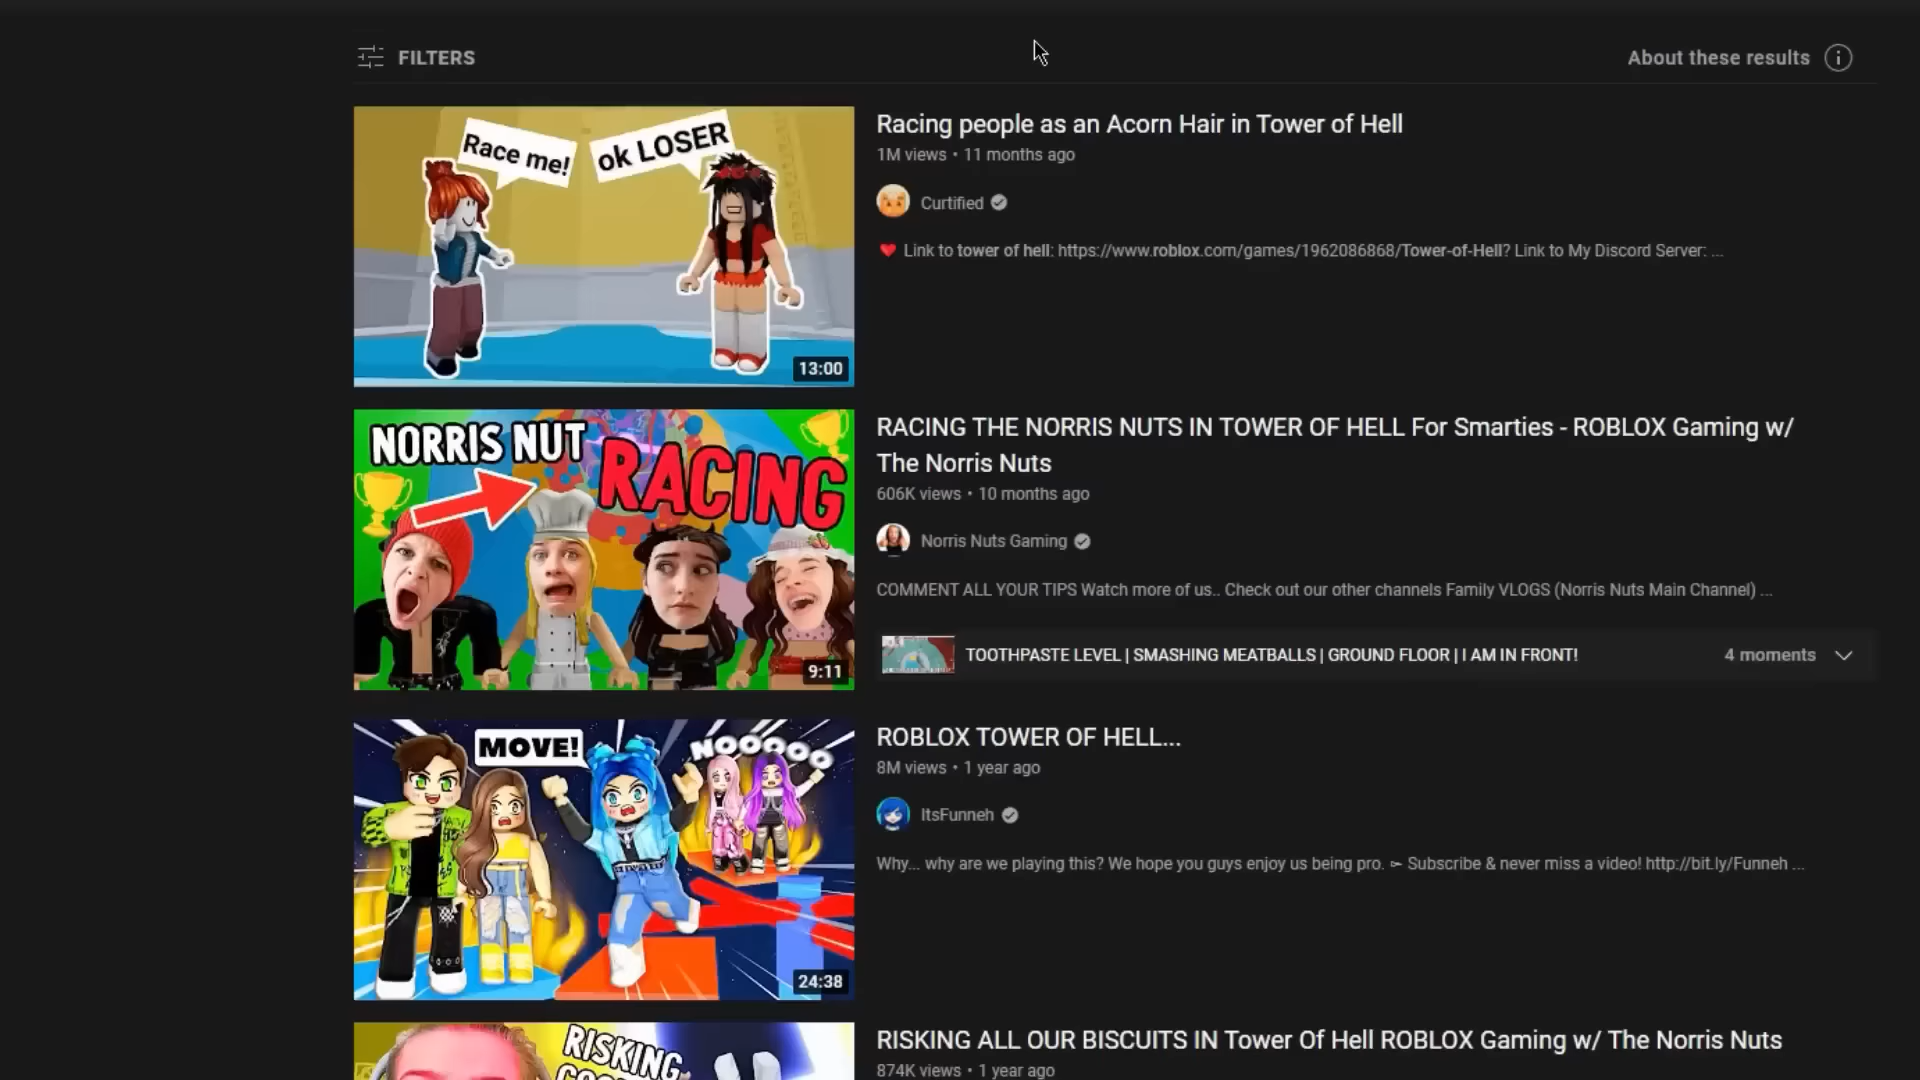 FILTERS
About these results
Race me!
ok LOSER
13:00
Racing people as an Acorn Hair in Tower of Hell
1M views • 11 months ago
Curtified
Link to tower of hell: https://www.roblox.com/games/1962086868/Tower-of-Hell? Link to My Discord Server: ...
NORRIS NUT
RACING
9:11
RACING THE NORRIS NUTS IN TOWER OF HELL For Smarties - ROBLOX Gaming w/
The Norris Nuts
606K views • 10 months ago
Norris Nuts Gaming
COMMENT ALL YOUR TIPS Watch more of us.. Check out our other channels Family VLOGS (Norris Nuts Main Channel) ...
TOOTHPASTE LEVEL | SMASHING MEATBALLS | GROUND FLOOR | I AM IN FRONT!
4 moments
MOVE!
NOOOOO
24:38
ROBLOX TOWER OF HELL...
8M views • 1 year ago
ItsFunneh
Why... why are we playing this? We hope you guys enjoy us being pro. ➣ Subscribe & never miss a video! http://bit.ly/Funneh ...
RISKING
RISKING ALL OUR BISCUITS IN Tower Of Hell ROBLOX Gaming w/ The Norris Nuts
874K views • 1 year ago